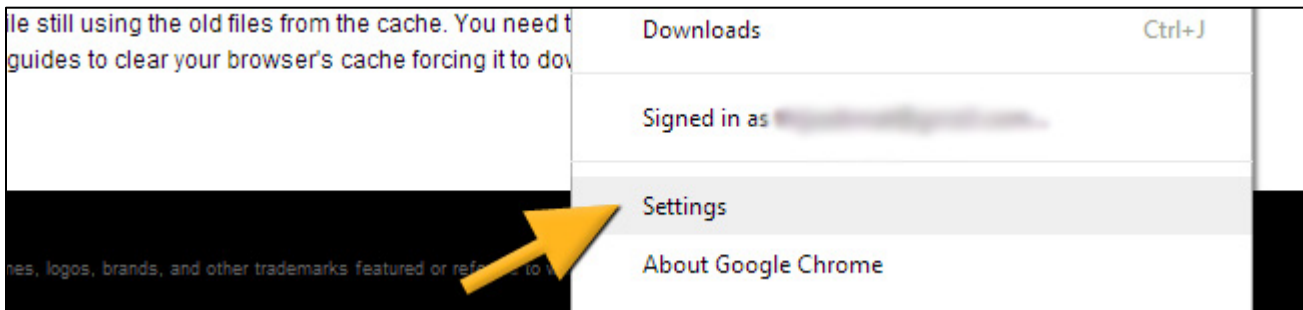 ile still using the old files from the cache. You need t
guides to clear your browser's cache forcing it to dov
Downloads Ctrl+J
Signed in as
Settings
About Google Chrome
nes, logos, brands, and other trademarks featured or refe to w